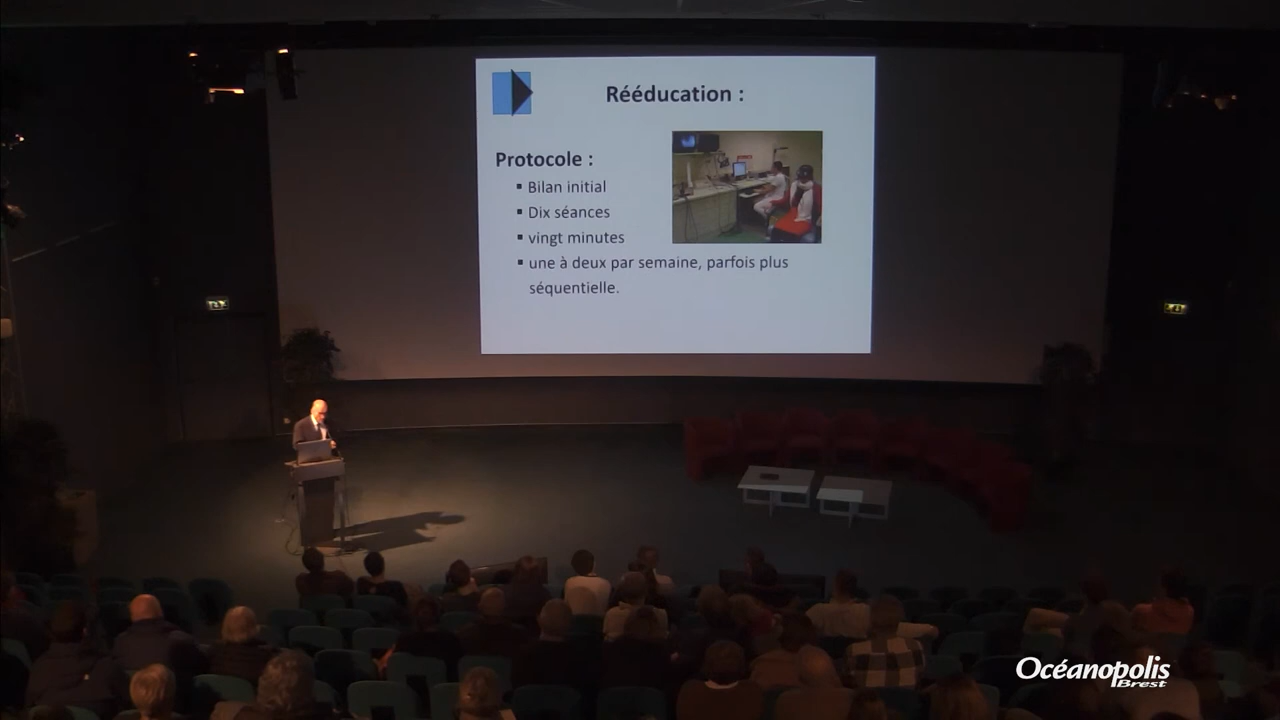 Rééducation :
Protocole :
▪ Bilan initial
▪ Dix séances
▪ vingt minutes
▪ une à deux par semaine, parfois plus
séquentielle.
Océanopolis
Brest